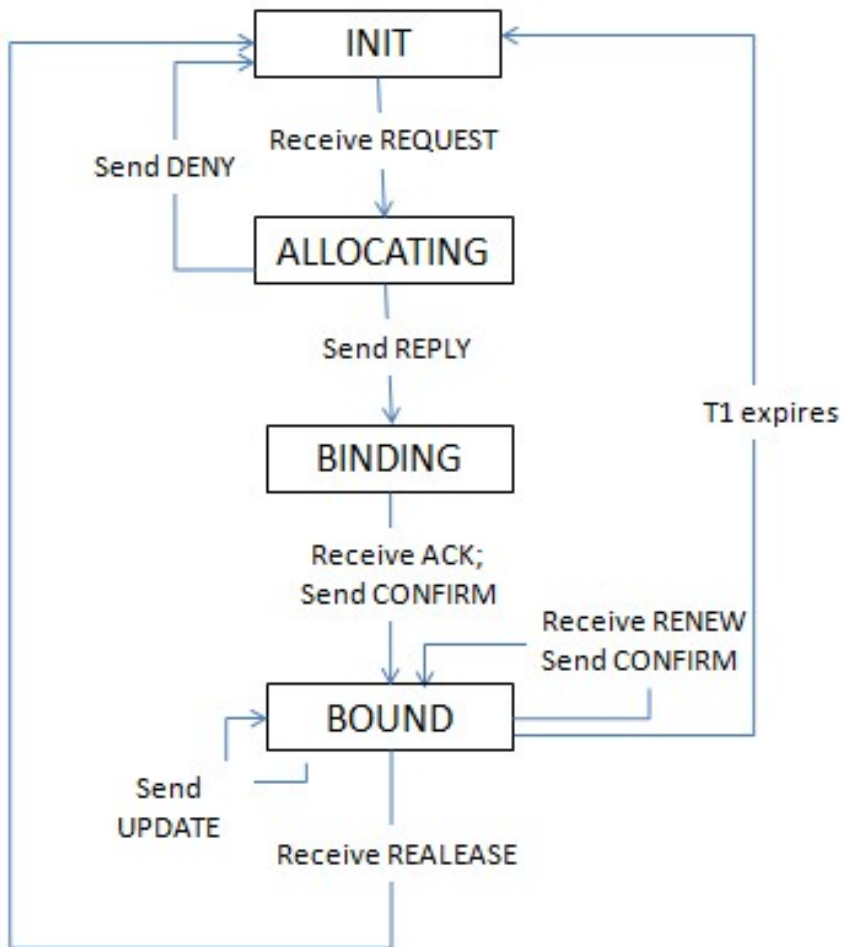 INIT
Receive REQUEST
Send DENY
ALLOCATING
Send REPLY
T1 expires
BINDING
Receive ACK;
Send CONFIRM
Receive RENEW
Send CONFIRM
BOUND
Send
UPDATE
Receive REALEASE